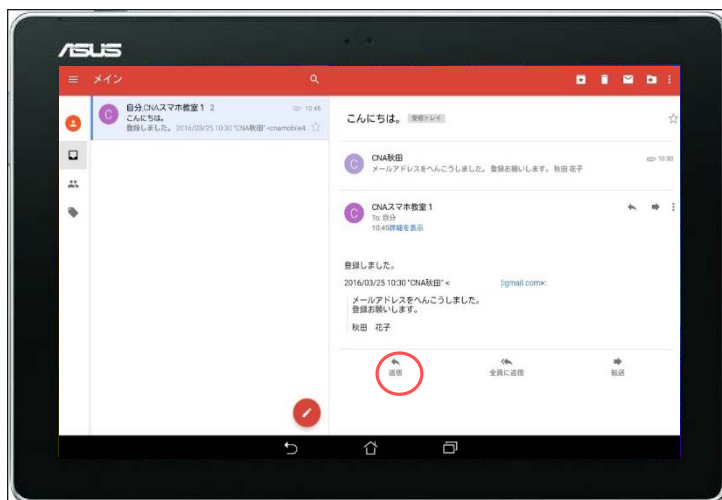 ASUS
メイン
自分,CNAスマホ教室1 2
10:45
こんにちは。
登録しました。 2016/03/25 10:30 "CNA秋田" <cnamobile4.
こんにちは。 受信トレイ
CNA秋田
10:30
メールアドレスをへんこうしました。 登録お願いします。 秋田 花子
CNAスマホ教室1
To: 自分
10:45詳細を表示
登録しました。
2016/03/25 10:30 "CNA秋田" < @gmail.com>:
メールアドレスをへんこうしました。
登録お願いします。
秋田 花子
返信
全員に返信
転送